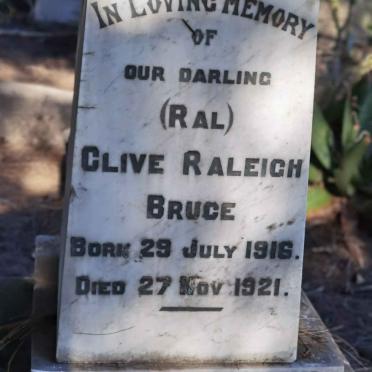 IN LOVING MEMORY
OF
OUR DARLING
(RAL)
CLIVE RALEIGH
BRUCE
BORN 29 JULY 1916.
DIED 27 NOV 1921.